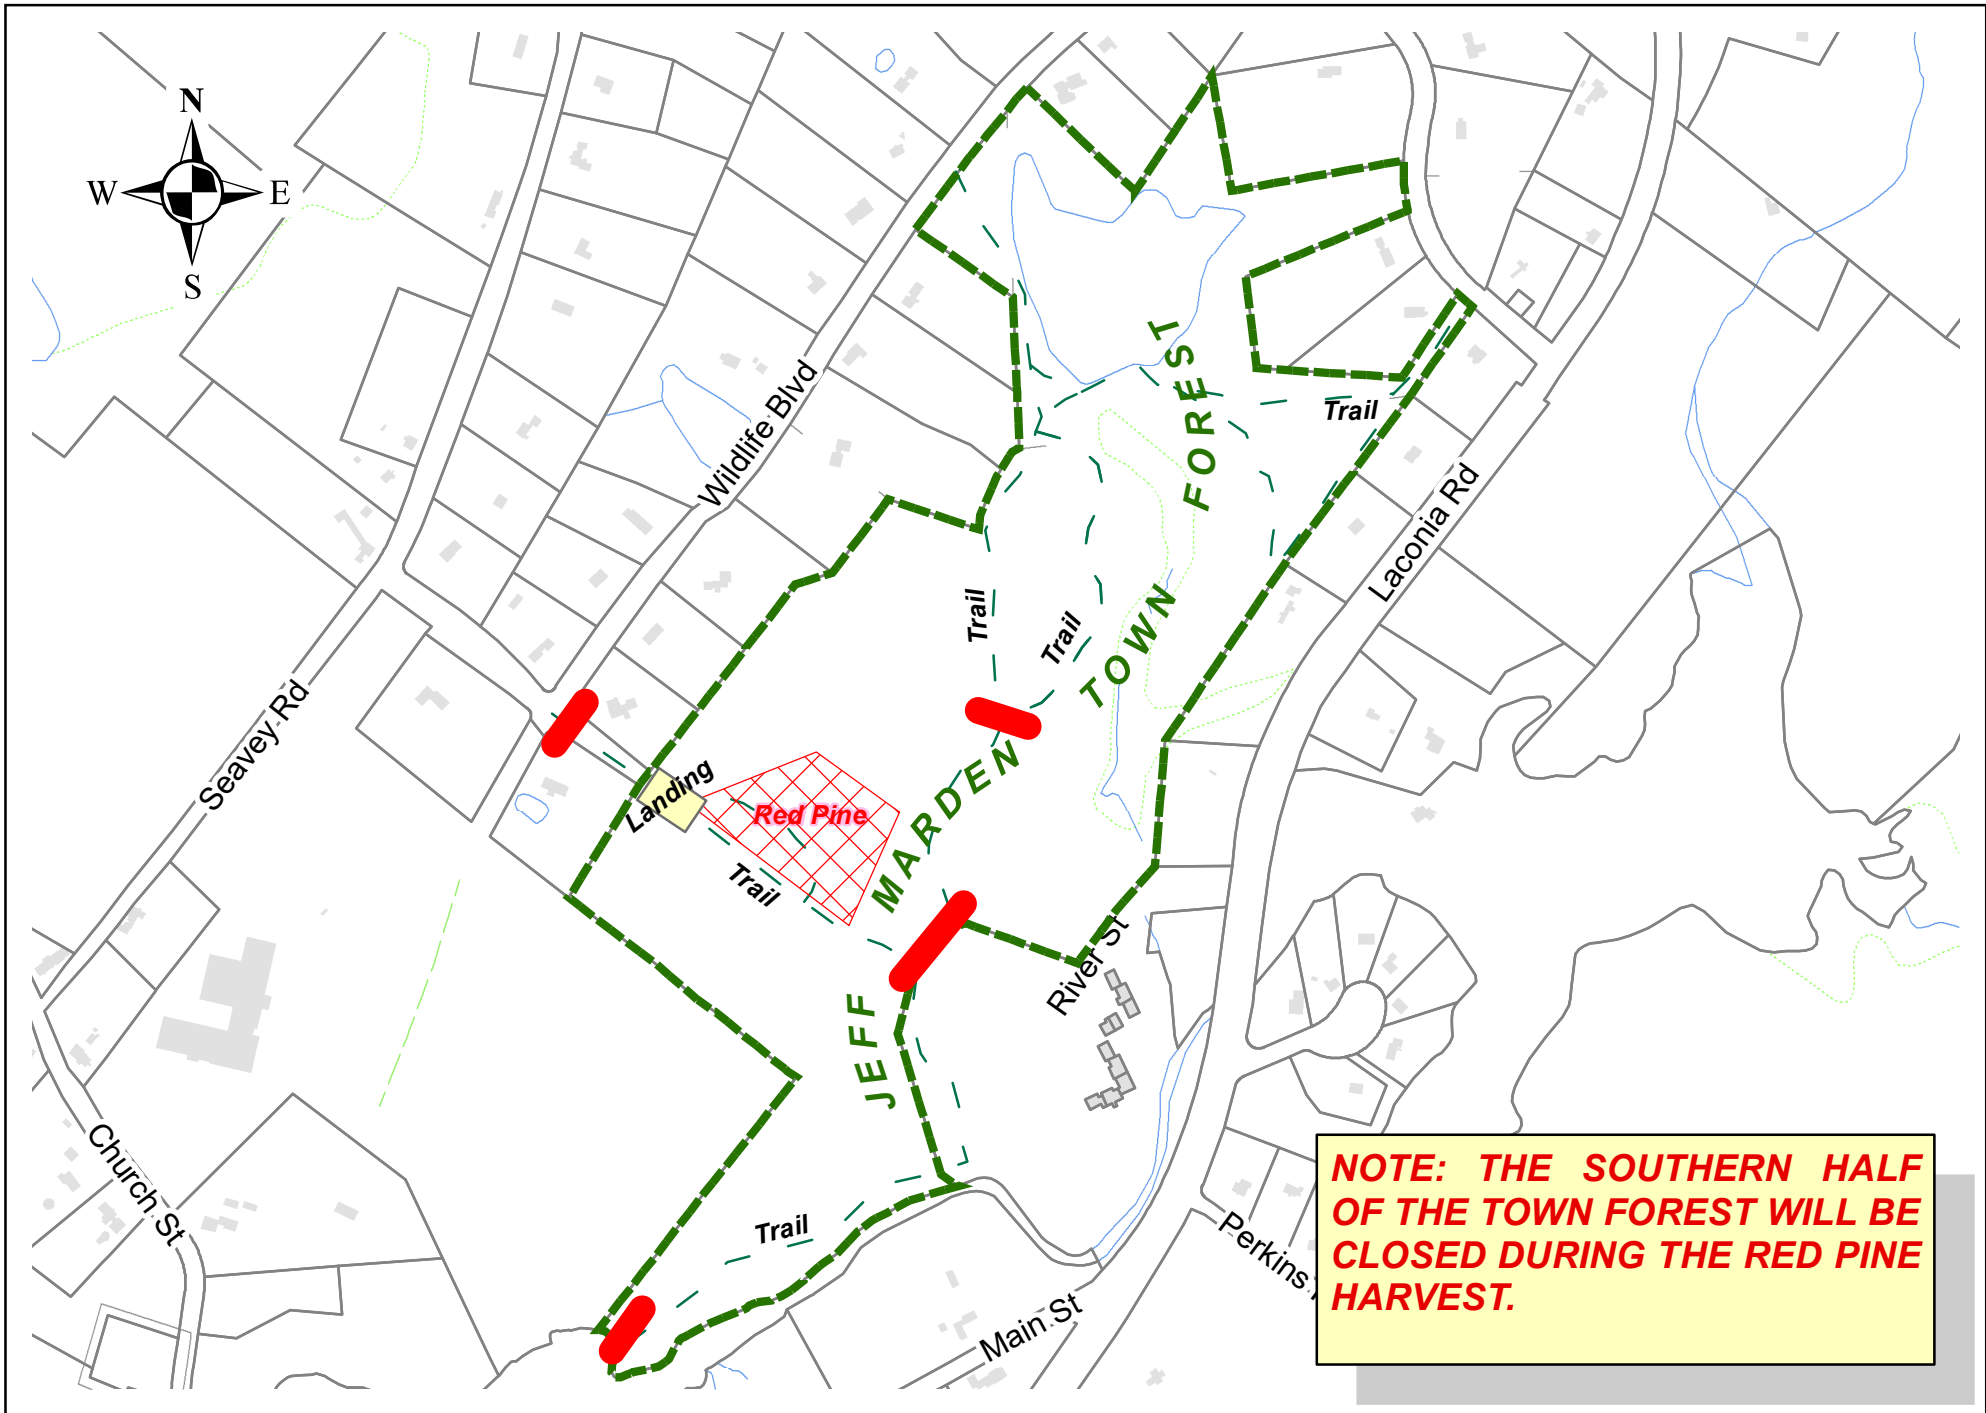 N
W E
S
FOREST
Trail
Wildlife Blvd
Laconia Rd
Trail
Trail
TOWN
Seavey Rd
Landing
Red Pine
MARDEN
Trail
River St
JEFF
Church St
Trail
Perkins
Main St
NOTE: THE SOUTHERN HALF
OF THE TOWN FOREST WILL BE
CLOSED DURING THE RED PINE
HARVEST.